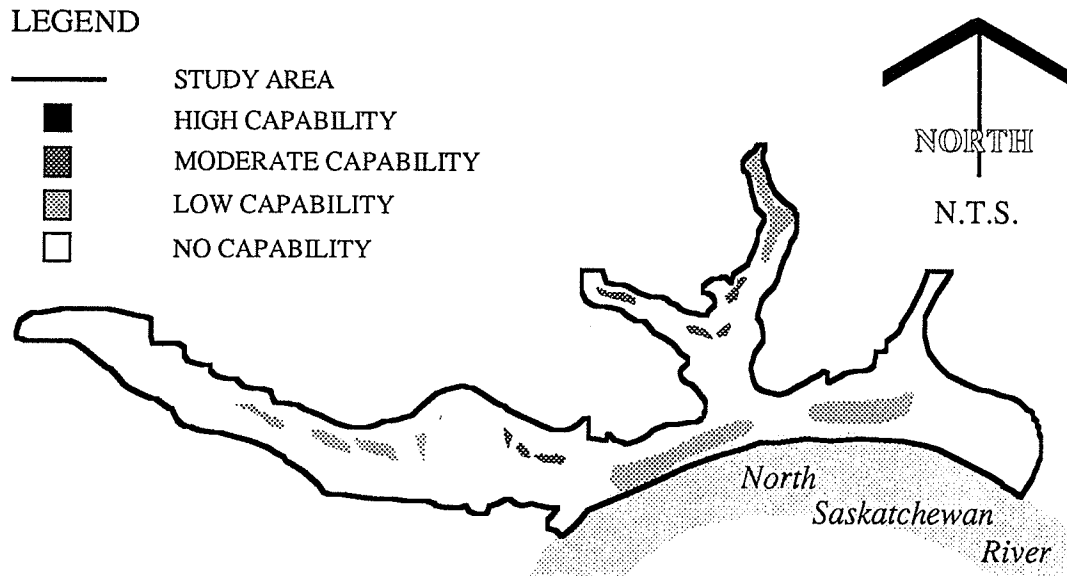 LEGEND
STUDY AREA
HIGH CAPABILITY
MODERATE CAPABILITY
LOW CAPABILITY
NO CAPABILITY
NORTH
N.T.S.
North
Saskatchewan
River